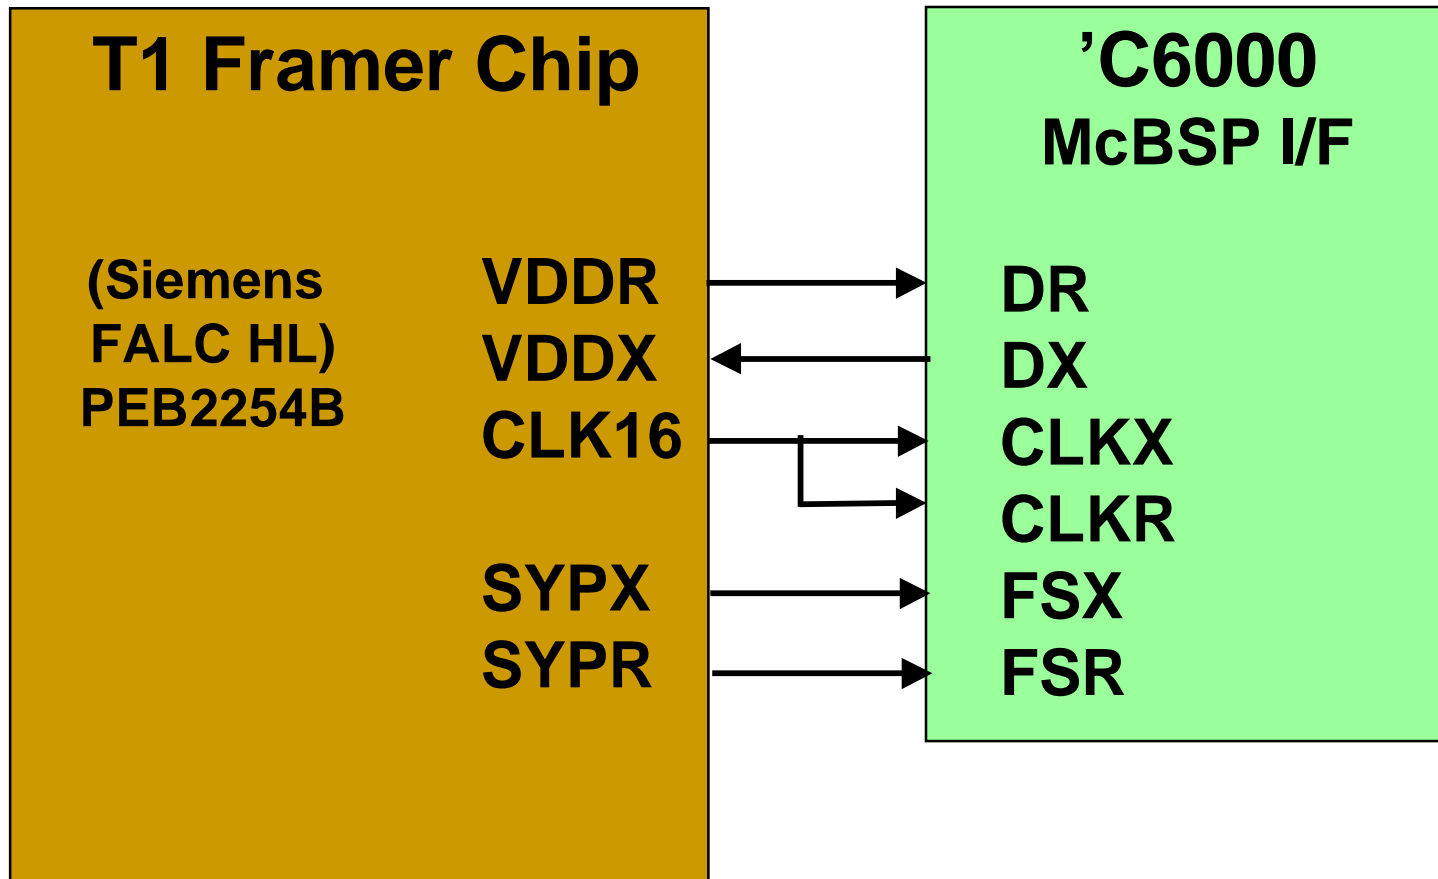 T1 Framer Chip
(Siemens
FALC HL)
PEB2254B
VDDR
VDDX
CLK16
SYPX
SYPR
’C6000
McBSP I/F
DR
DX
CLKX
CLKR
FSX
FSR